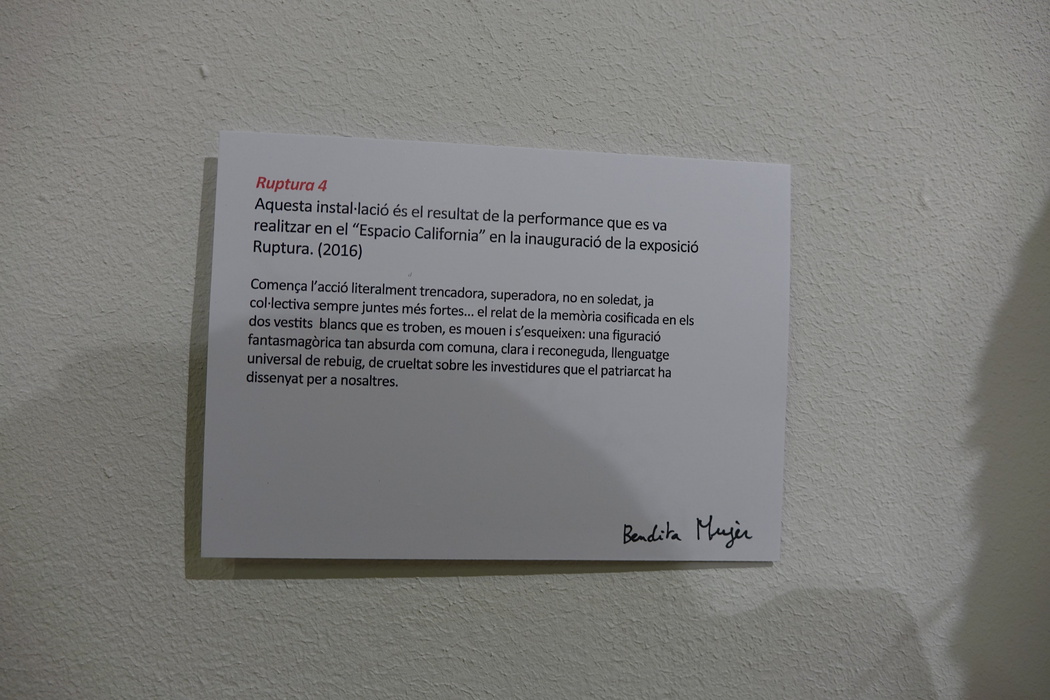 Ruptura 4
Aquesta instal·lació és el resultat de la performance que es va
realitzar en el “Espacio California” en la inauguració de la exposició
Ruptura. (2016)
Comença l’acció literalment trencadora, superadora, no en soledat, ja
col·lectiva sempre juntes més fortes... el relat de la memòria cosificada en els
dos vestits  blancs que es troben, es mouen i s’esqueixen: una figuració
fantasmagòrica tan absurda com comuna, clara i reconeguda, llenguatge
universal de rebuig, de crueltat sobre les investidures que el patriarcat ha
dissenyat per a nosaltres.
Bendita Mujer